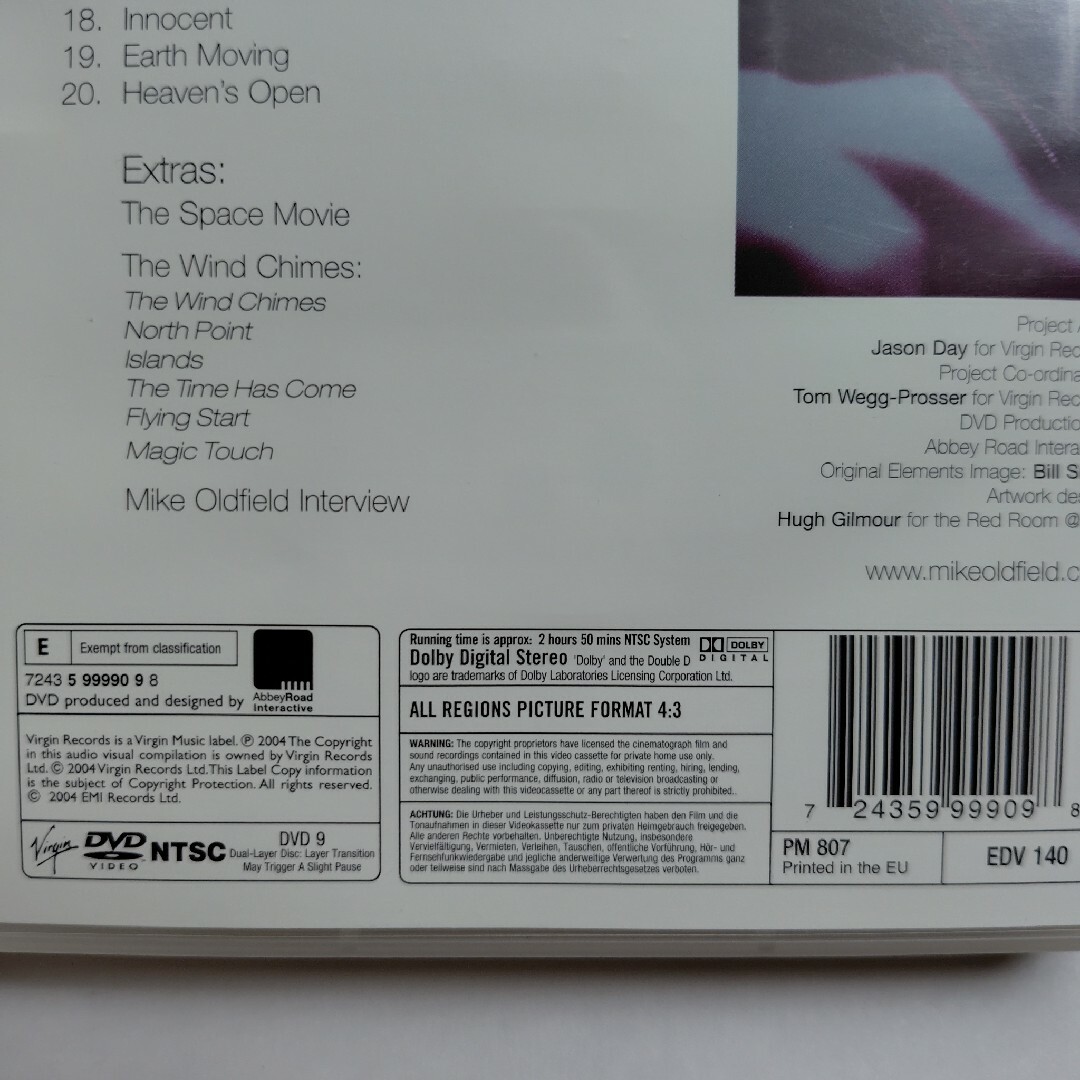 18. Innocent
19. Earth Moving
20. Heaven's Open
Extras:
The Space Movie
The Wind Chimes:
The Wind Chimes
North Point
Islands
The Time Has Come
Flying Start
Magic Touch
Mike Oldfield Interview
Project
Jason Day for Virgin Rec
Project Co-ordina
Tom Wegg-Prosser for Virgin Rec
DVD Productio
Abbey Road Intera
Original Elements Image: Bill S
Artwork des
Hugh Gilmour for the Red Room @
www.mikeoldfield.c
E Exempt from classification
7243 5 99990 9 8
DVD produced and designed by
AbbeyRoad
Interactive
Virgin Records is a Virgin Music label. ℗ 2004 The Copyright
in this audio visual compilation is owned by Virgin Records
Ltd. © 2004 Virgin Records Ltd. This Label Copy information
is the subject of Copyright Protection. All rights reserved.
© 2004 EMI Records Ltd.
Virgin DVD VIDEO NTSC
DVD 9
Dual-Layer Disc: Layer Transition
May Trigger A Slight Pause
Running time is approx: 2 hours 50 mins NTSC System
Dolby Digital Stereo 'Dolby' and the Double D
logo are trademarks of Dolby Laboratories Licensing Corporation Ltd.
DOLBY
DIGITAL
ALL REGIONS PICTURE FORMAT 4:3
WARNING: The copyright proprietors have licensed the cinematograph film and
sound recordings contained in this video cassette for private home use only.
Any unauthorised use including copying, editing, exhibiting renting, hiring, lending,
exchanging, public performance, diffusion, radio or television broadcasting or
otherwise dealing with this videocassette or any part thereof is strictly prohibited..
ACHTUNG: Die Urheber und Leistungsschutz-Berechtigten haben den Film und die
Tonaufnahmen in dieser Videokassette nur zum privaten Heimgebrauch freigegeben.
Alle anderen Rechte vorbehalten. Unberechtigte Nutzung, insbesondere
Vervielfältigung, Vermieten, Verleihen, Tauschen, öffentliche Vorführung, Hör- und
Fernsehfunkwiedergabe und jegliche anderweitige Verwertung des Programms ganz
oder teilweise sind nach Massgabe des Urheberrechtsgesetzes verboten.
7 24359 99909 8
PM 807
Printed in the EU
EDV 140